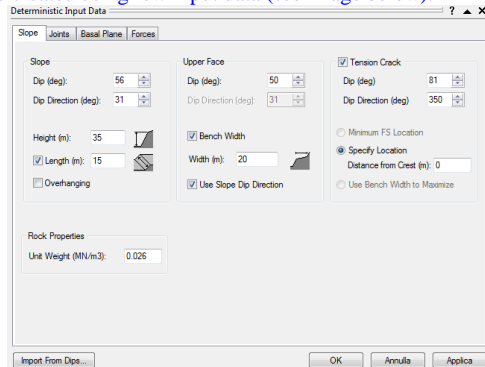 Deterministic Input Data
Slope Joints Basal Plane Forces
Slope
Dip (deg): 56
Dip Direction (deg): 31
Height (m): 35
Length (m): 15
Overhanging
Upper Face
Dip (deg): 50
Dip Direction (deg): 31
Bench Width
Width (m): 20
Use Slope Dip Direction
Tension Crack
Dip (deg) 81
Dip Direction (deg) 350
Minimum FS Location
Specify Location
Distance from Crest (m): 0
Use Bench Width to Maximize
Rock Properties
Unit Weight (MN/m3): 0.026
Import From Dips...
OK Annulla Applica